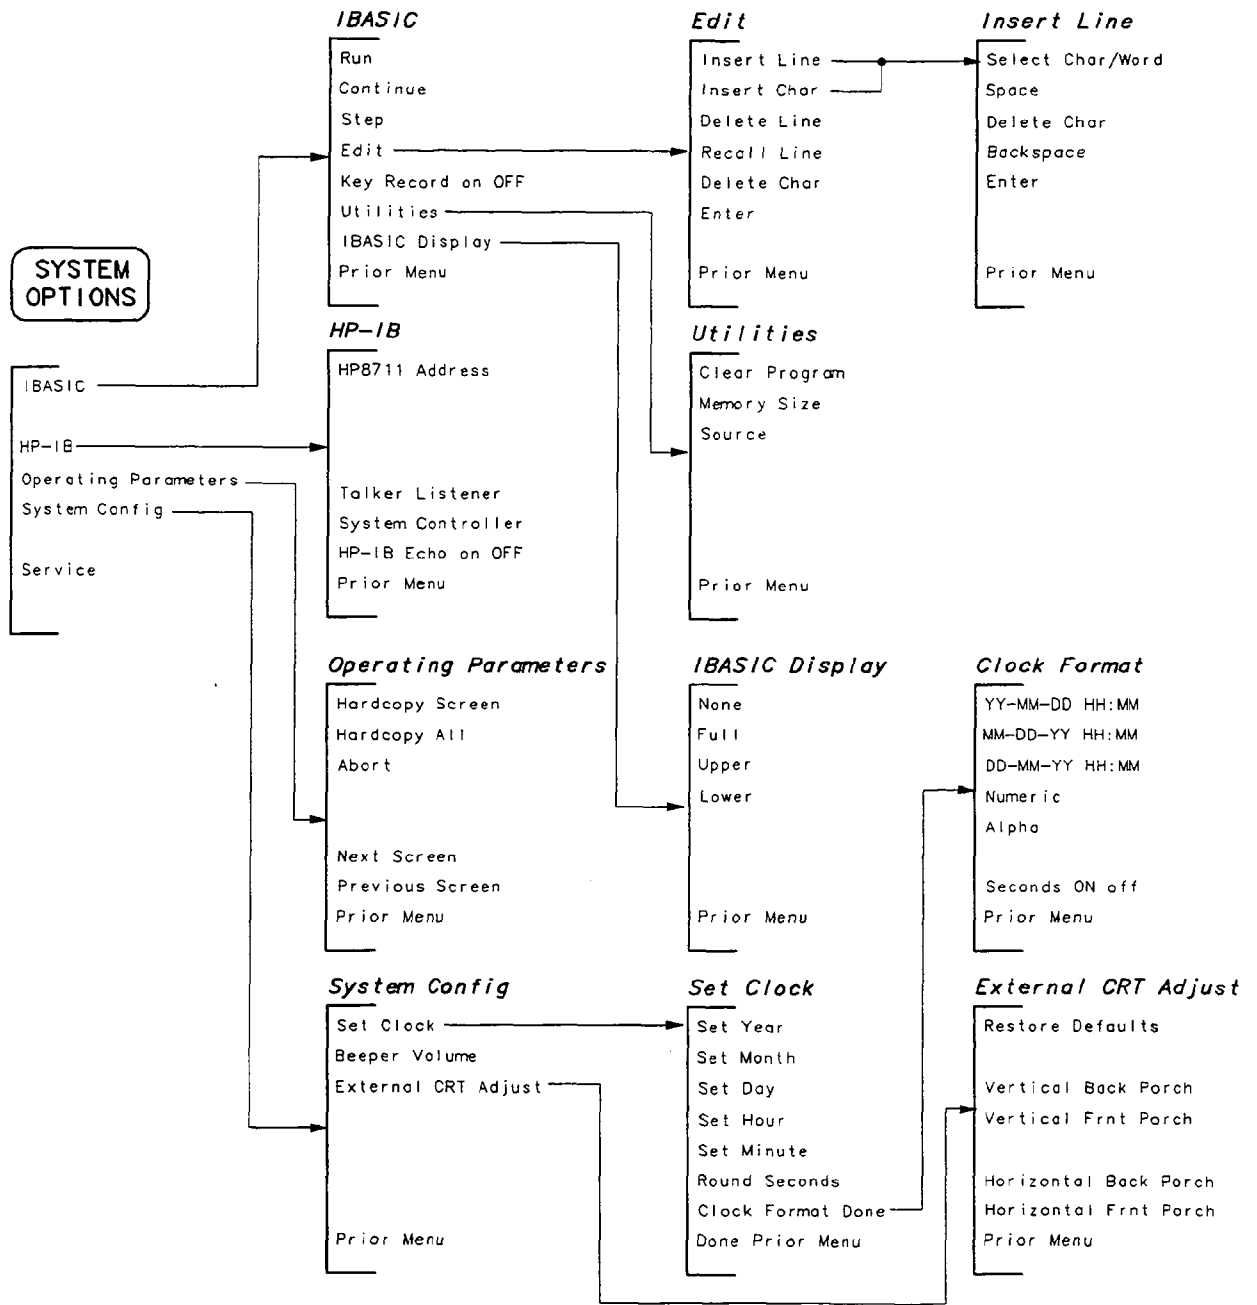 SYSTEM
OPTIONS
IBASIC
HP-IB
Operating Parameters
System Config
Service
IBASIC
Run
Continue
Step
Edit
Key Record on OFF
Utilities
IBASIC Display
Prior Menu
Edit
Insert Line
Insert Char
Delete Line
Recall Line
Delete Char
Enter
Prior Menu
Insert Line
Select Char/Word
Space
Delete Char
Backspace
Enter
Prior Menu
HP-IB
HP8711 Address
Talker Listener
System Controller
HP-IB Echo on OFF
Prior Menu
Utilities
Clear Program
Memory Size
Source
Prior Menu
Operating Parameters
Hardcopy Screen
Hardcopy All
Abort
Next Screen
Previous Screen
Prior Menu
IBASIC Display
None
Full
Upper
Lower
Prior Menu
Clock Format
YY-MM-DD HH:MM
MM-DD-YY HH:MM
DD-MM-YY HH:MM
Numeric
Alpha
Seconds ON off
Prior Menu
System Config
Set Clock
Beeper Volume
External CRT Adjust
Prior Menu
Set Clock
Set Year
Set Month
Set Day
Set Hour
Set Minute
Round Seconds
Clock Format Done
Done Prior Menu
External CRT Adjust
Restore Defaults
Vertical Back Porch
Vertical Frnt Porch
Horizontal Back Porch
Horizontal Frnt Porch
Prior Menu